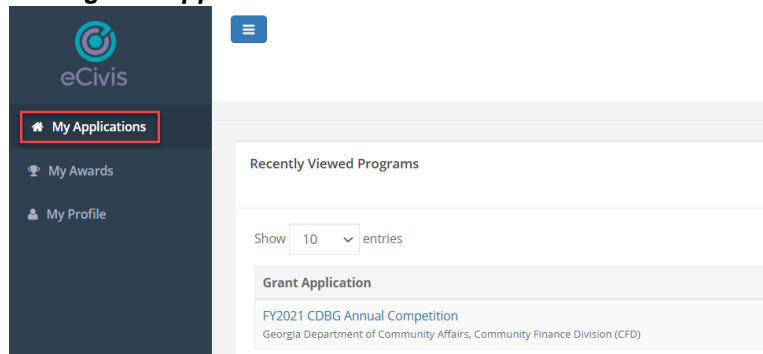 eCivis
My Applications
My Awards
My Profile
Recently Viewed Programs
Show 10 entries
Grant Application
FY2021 CDBG Annual Competition
Georgia Department of Community Affairs, Community Finance Division (CFD)